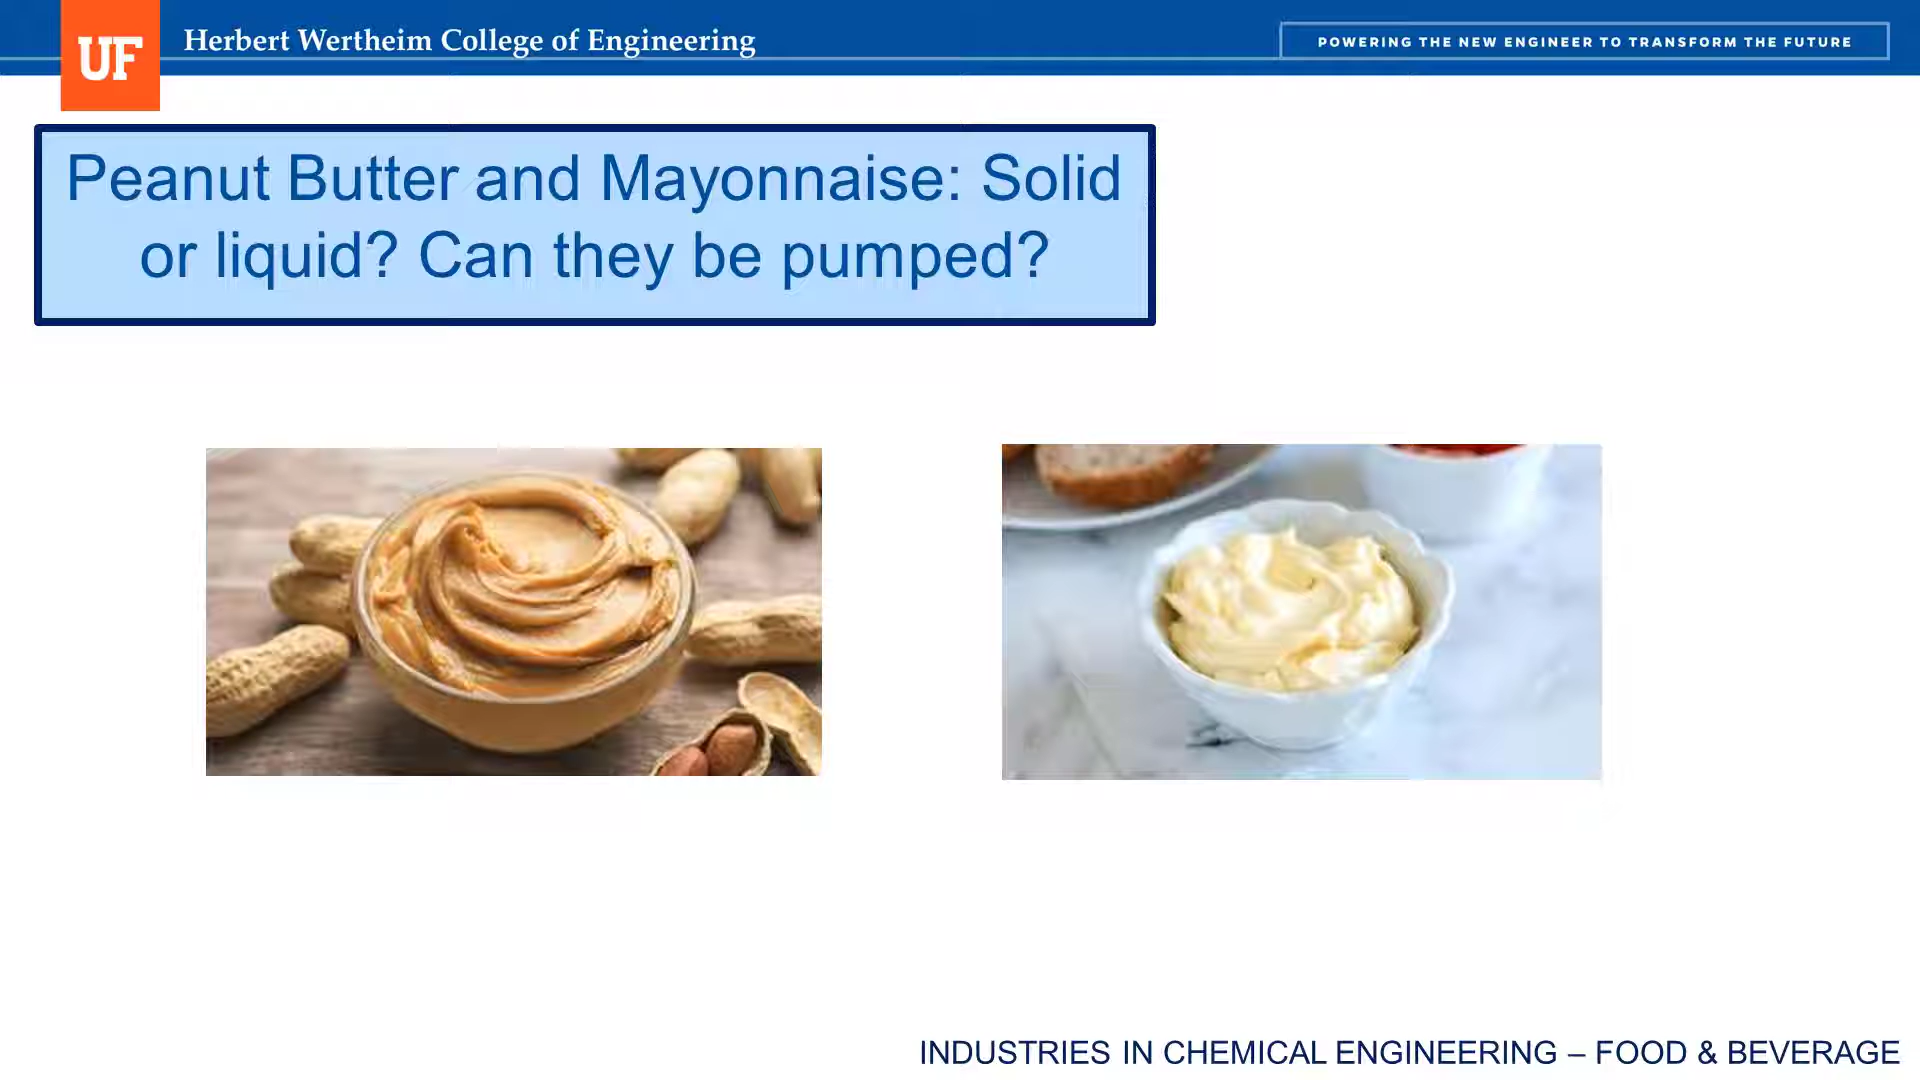 UF
Herbert Wertheim College of Engineering
POWERING THE NEW ENGINEER TO TRANSFORM THE FUTURE
Peanut Butter and Mayonnaise: Solid
or liquid? Can they be pumped?
INDUSTRIES IN CHEMICAL ENGINEERING – FOOD & BEVERAGE